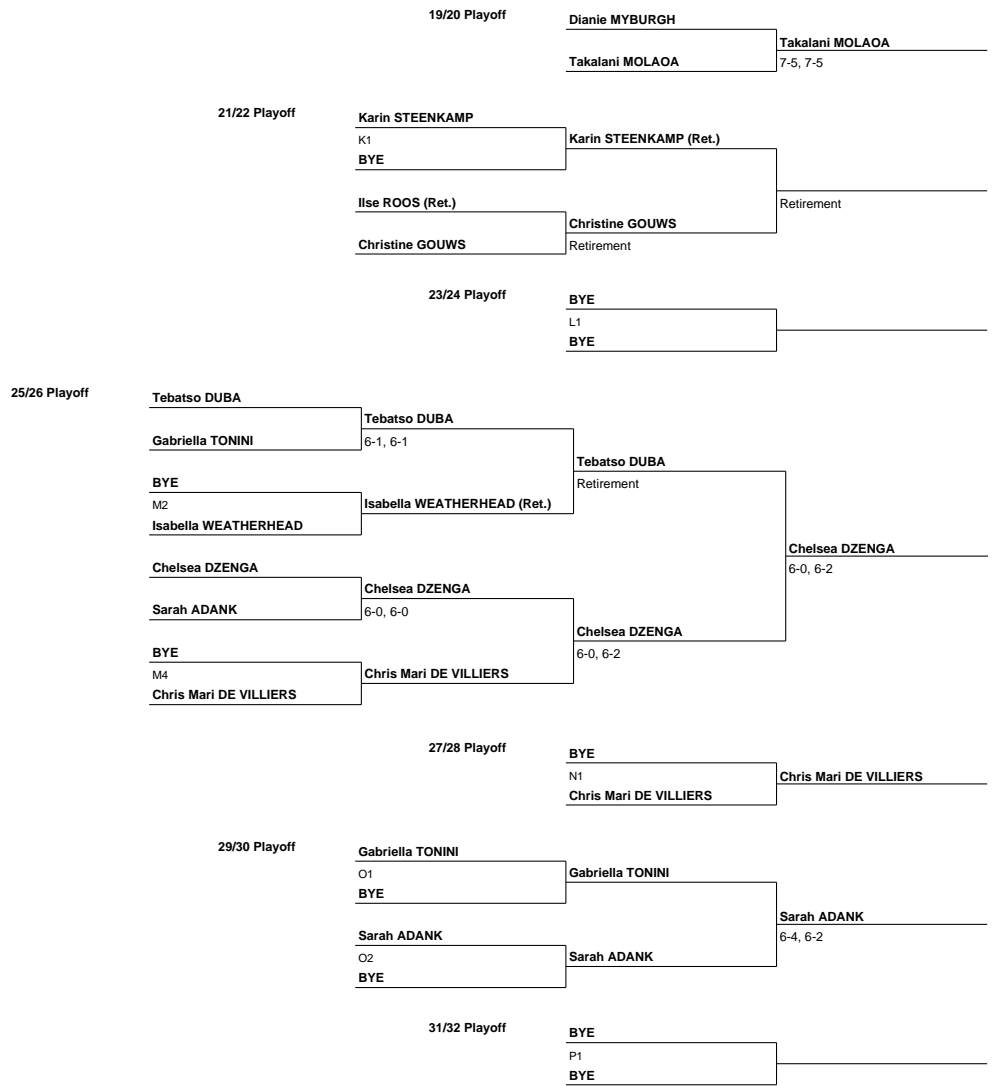 19/20 Playoff
Dianie MYBURGH
Takalani MOLAOA
Takalani MOLAOA
7-5, 7-5
21/22 Playoff
Karin STEENKAMP
K1
Karin STEENKAMP (Ret.)
BYE
Ilse ROOS (Ret.)
Retirement
Christine GOUWS
Christine GOUWS
Retirement
23/24 Playoff
BYE
L1
BYE
25/26 Playoff
Tebatso DUBA
Tebatso DUBA
Gabriella TONINI
6-1, 6-1
Tebatso DUBA
BYE
Retirement
M2
Isabella WEATHERHEAD (Ret.)
Isabella WEATHERHEAD
Chelsea DZENGA
Chelsea DZENGA
6-0, 6-2
Chelsea DZENGA
Sarah ADANK
6-0, 6-0
Chelsea DZENGA
BYE
6-0, 6-2
M4
Chris Mari DE VILLIERS
Chris Mari DE VILLIERS
27/28 Playoff
BYE
N1
Chris Mari DE VILLIERS
Chris Mari DE VILLIERS
29/30 Playoff
Gabriella TONINI
O1
Gabriella TONINI
BYE
Sarah ADANK
Sarah ADANK
6-4, 6-2
O2
Sarah ADANK
BYE
31/32 Playoff
BYE
P1
BYE